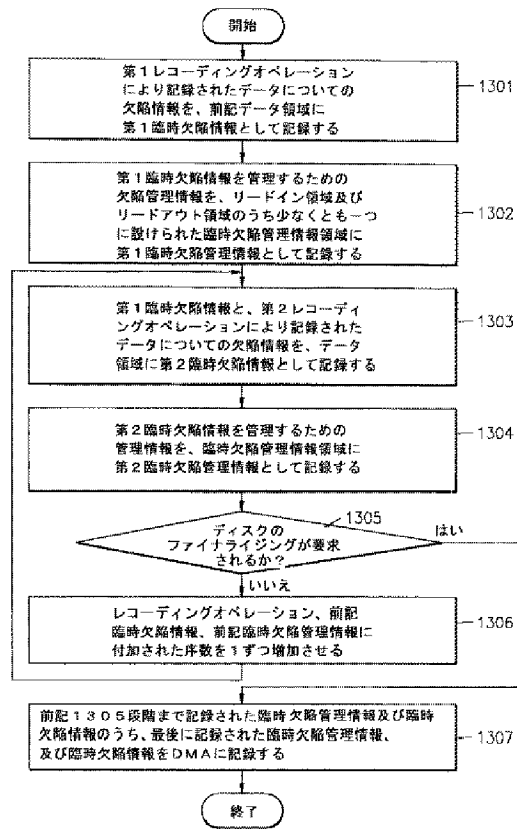 開始
第1レコーディングオペレーション
により記録されたデータについての
欠陥情報を、前記データ領域に
第1臨時欠陥情報として記録する
1301
第1臨時欠陥情報を管理するための
欠陥管理情報を、リードイン領域及び
リードアウト領域のうち少なくとも一つ
に設けられた臨時欠陥管理情報領域に
第1臨時欠陥管理情報として記録する
1302
第1臨時欠陥情報と、第2レコーディ
ングオペレーションにより記録された
データについての欠陥情報を、データ
領域に第2臨時欠陥情報として記録する
1303
第2臨時欠陥情報を管理するための
管理情報を、臨時欠陥管理情報領域に
第2臨時欠陥管理情報として記録する
1304
1305
ディスクの
ファイナライジングが要求
されるか?
はい
いいえ
レコーディングオペレーション、前記
臨時欠陥情報、前記臨時欠陥管理情報に
付加された序数を1ずつ増加させる
1306
前記1305段階まで記録された臨時欠陥管理情報及び臨時
欠陥情報のうち、最後に記録された臨時欠陥管理情報、
及び臨時欠陥情報をDMAに記録する
1307
終了